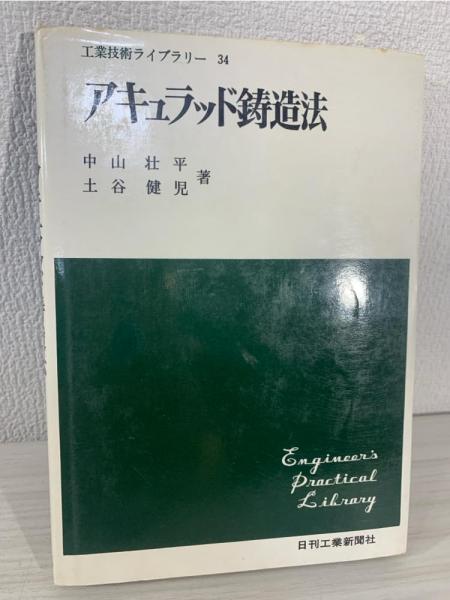 工業技術ライブラリー 34
アキュラッド鋳造法
中山 壮平
土谷 健児 著
Engineer's
Practical
Library
日刊工業新聞社